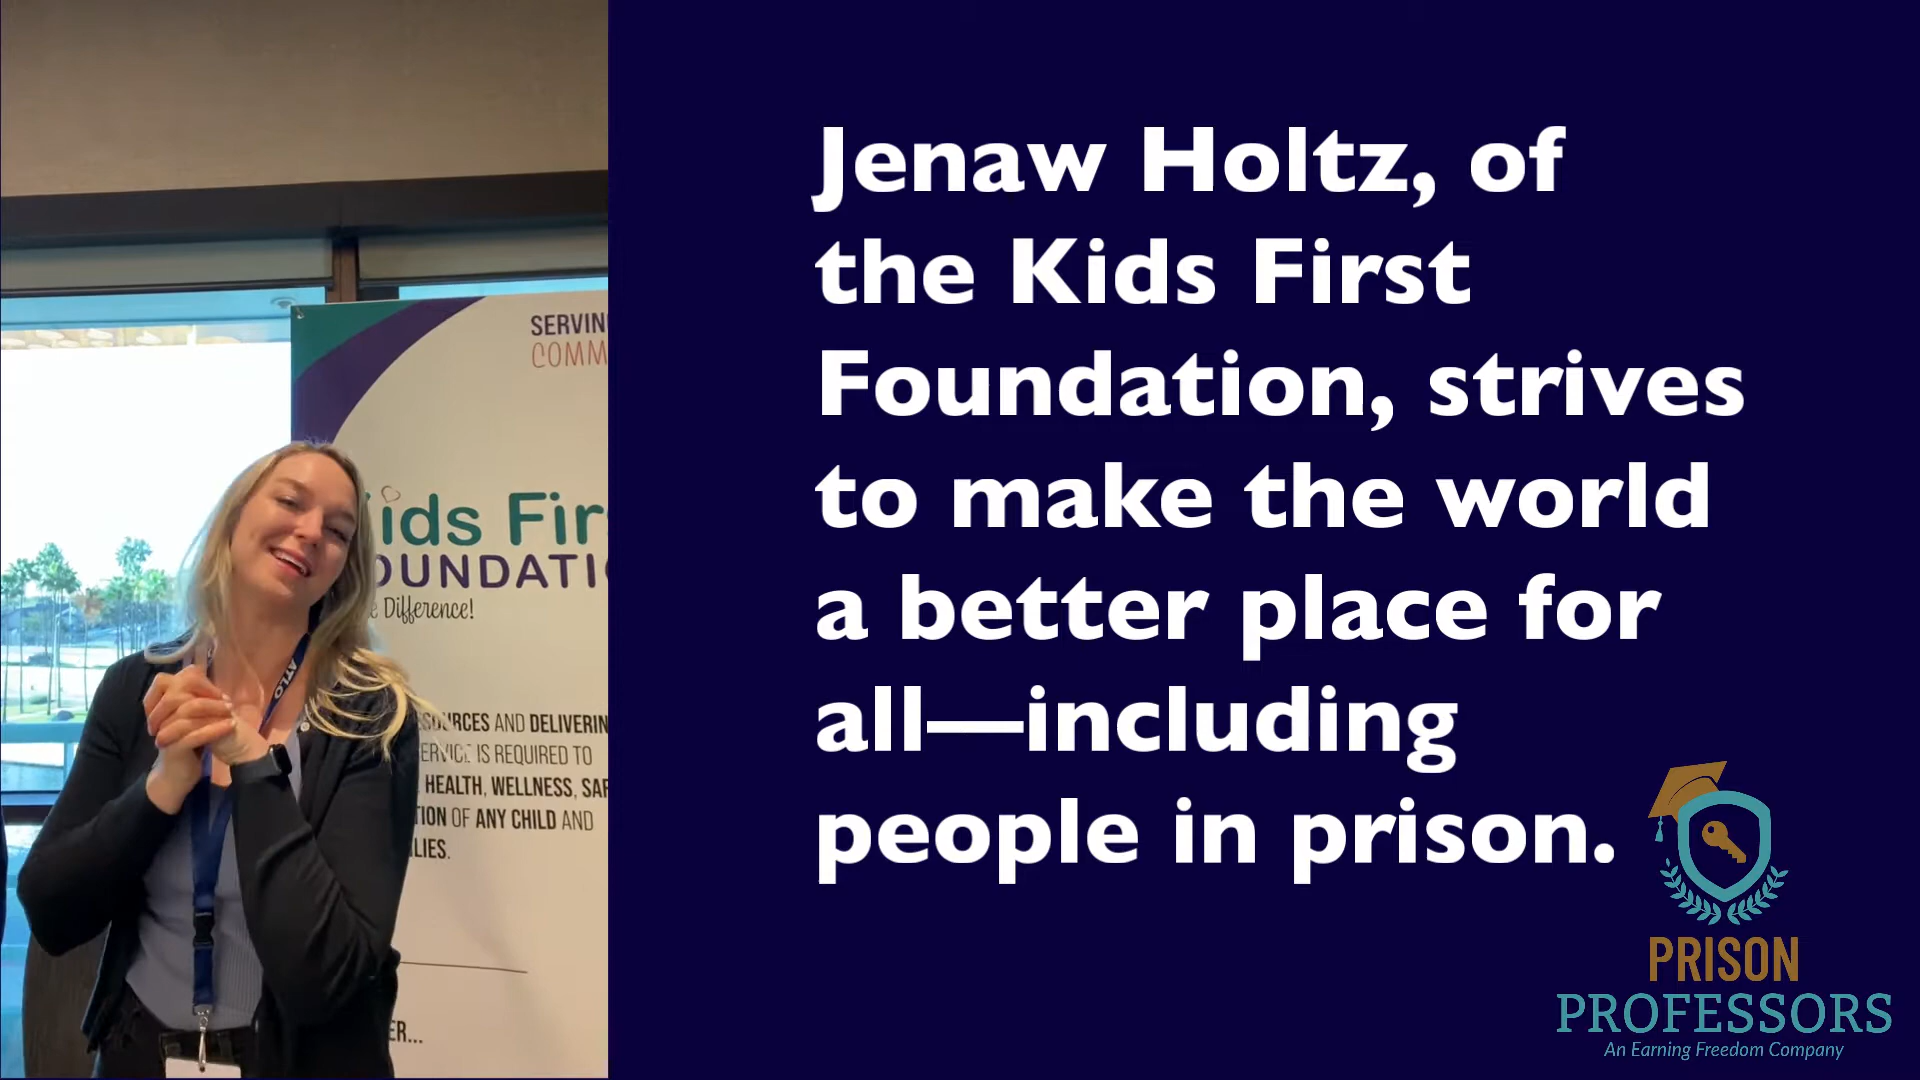 Jenaw Holtz, of
the Kids First
Foundation, strives
to make the world
a better place for
all—including
people in prison.
SERVIN
COMM
ids Fir
OUNDATI
Difference!
AND DELIVERIN
IS REQUIRED TO
HEALTH, WELLNESS, SAF
TION OF ANY CHILD AND
LIES.
ER...
ATLO
PRISON
PROFESSORS
An Earning Freedom Company